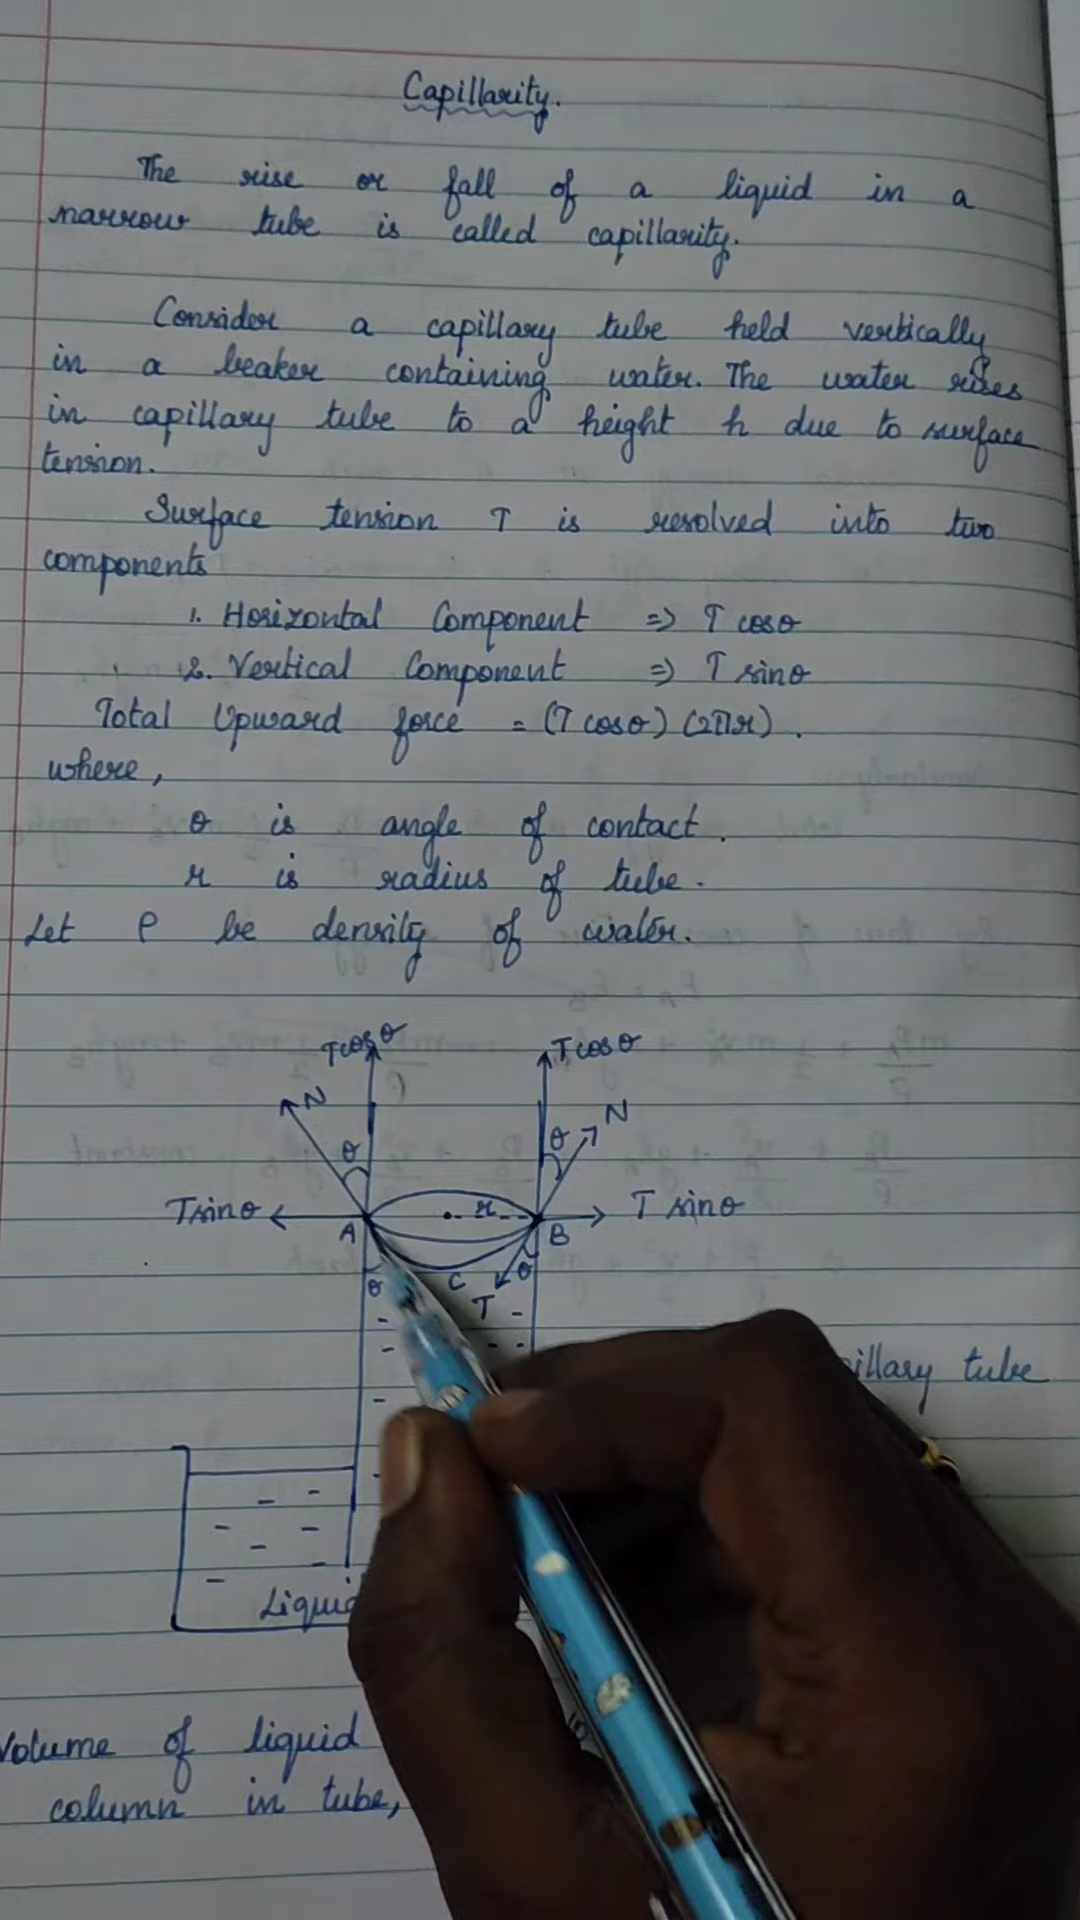 Capillarity.
The rise or fall of a liquid in a
narrow tube is called capillarity.
Consider a capillary tube held vertically
in a beaker containing water. The water rises
in capillary tube to a height h due to surface
tension.
Surface tension T is resolved into two
components
1. Horizontal Component => T cosθ
2. Vertical Component => T sinθ
Total Upward force = (T cosθ) (2πr).
where,
θ is angle of contact.
r is radius of tube.
Let ρ be density of water.
Tcosθ Tcosθ
N N
θ θ
Tsinθ r T sinθ
A B
θ C θ
T
tube
Liquid
Volume of liquid
column in tube,